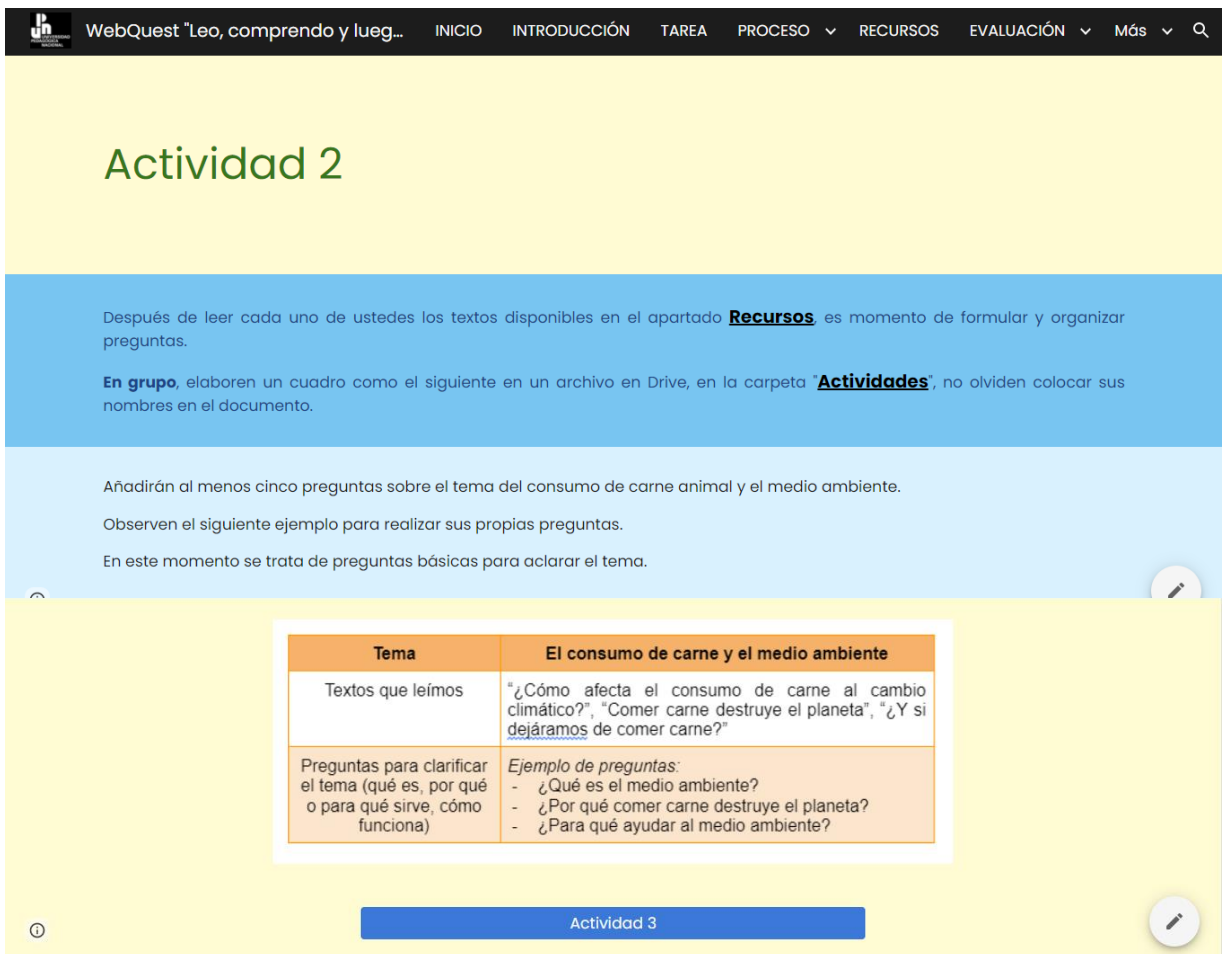 WebQuest "Leo, comprendo y lueg... INICIO INTRODUCCIÓN TAREA PROCESO RECURSOS EVALUACIÓN Más
Actividad 2
Después de leer cada uno de ustedes los textos disponibles en el apartado Recursos, es momento de formular y organizar
preguntas.
En grupo, elaboren un cuadro como el siguiente en un archivo en Drive, en la carpeta "Actividades", no olviden colocar sus
nombres en el documento.
Añadirán al menos cinco preguntas sobre el tema del consumo de carne animal y el medio ambiente.
Observen el siguiente ejemplo para realizar sus propias preguntas.
En este momento se trata de preguntas básicas para aclarar el tema.
Tema
El consumo de carne y el medio ambiente
Textos que leímos
“¿Cómo afecta el consumo de carne al cambio
climático?”, “Comer carne destruye el planeta”, “¿Y si
dejáramos de comer carne?”
Preguntas para clarificar
el tema (qué es, por qué
o para qué sirve, cómo
funciona)
Ejemplo de preguntas:
- ¿Qué es el medio ambiente?
- ¿Por qué comer carne destruye el planeta?
- ¿Para qué ayudar al medio ambiente?
Actividad 3